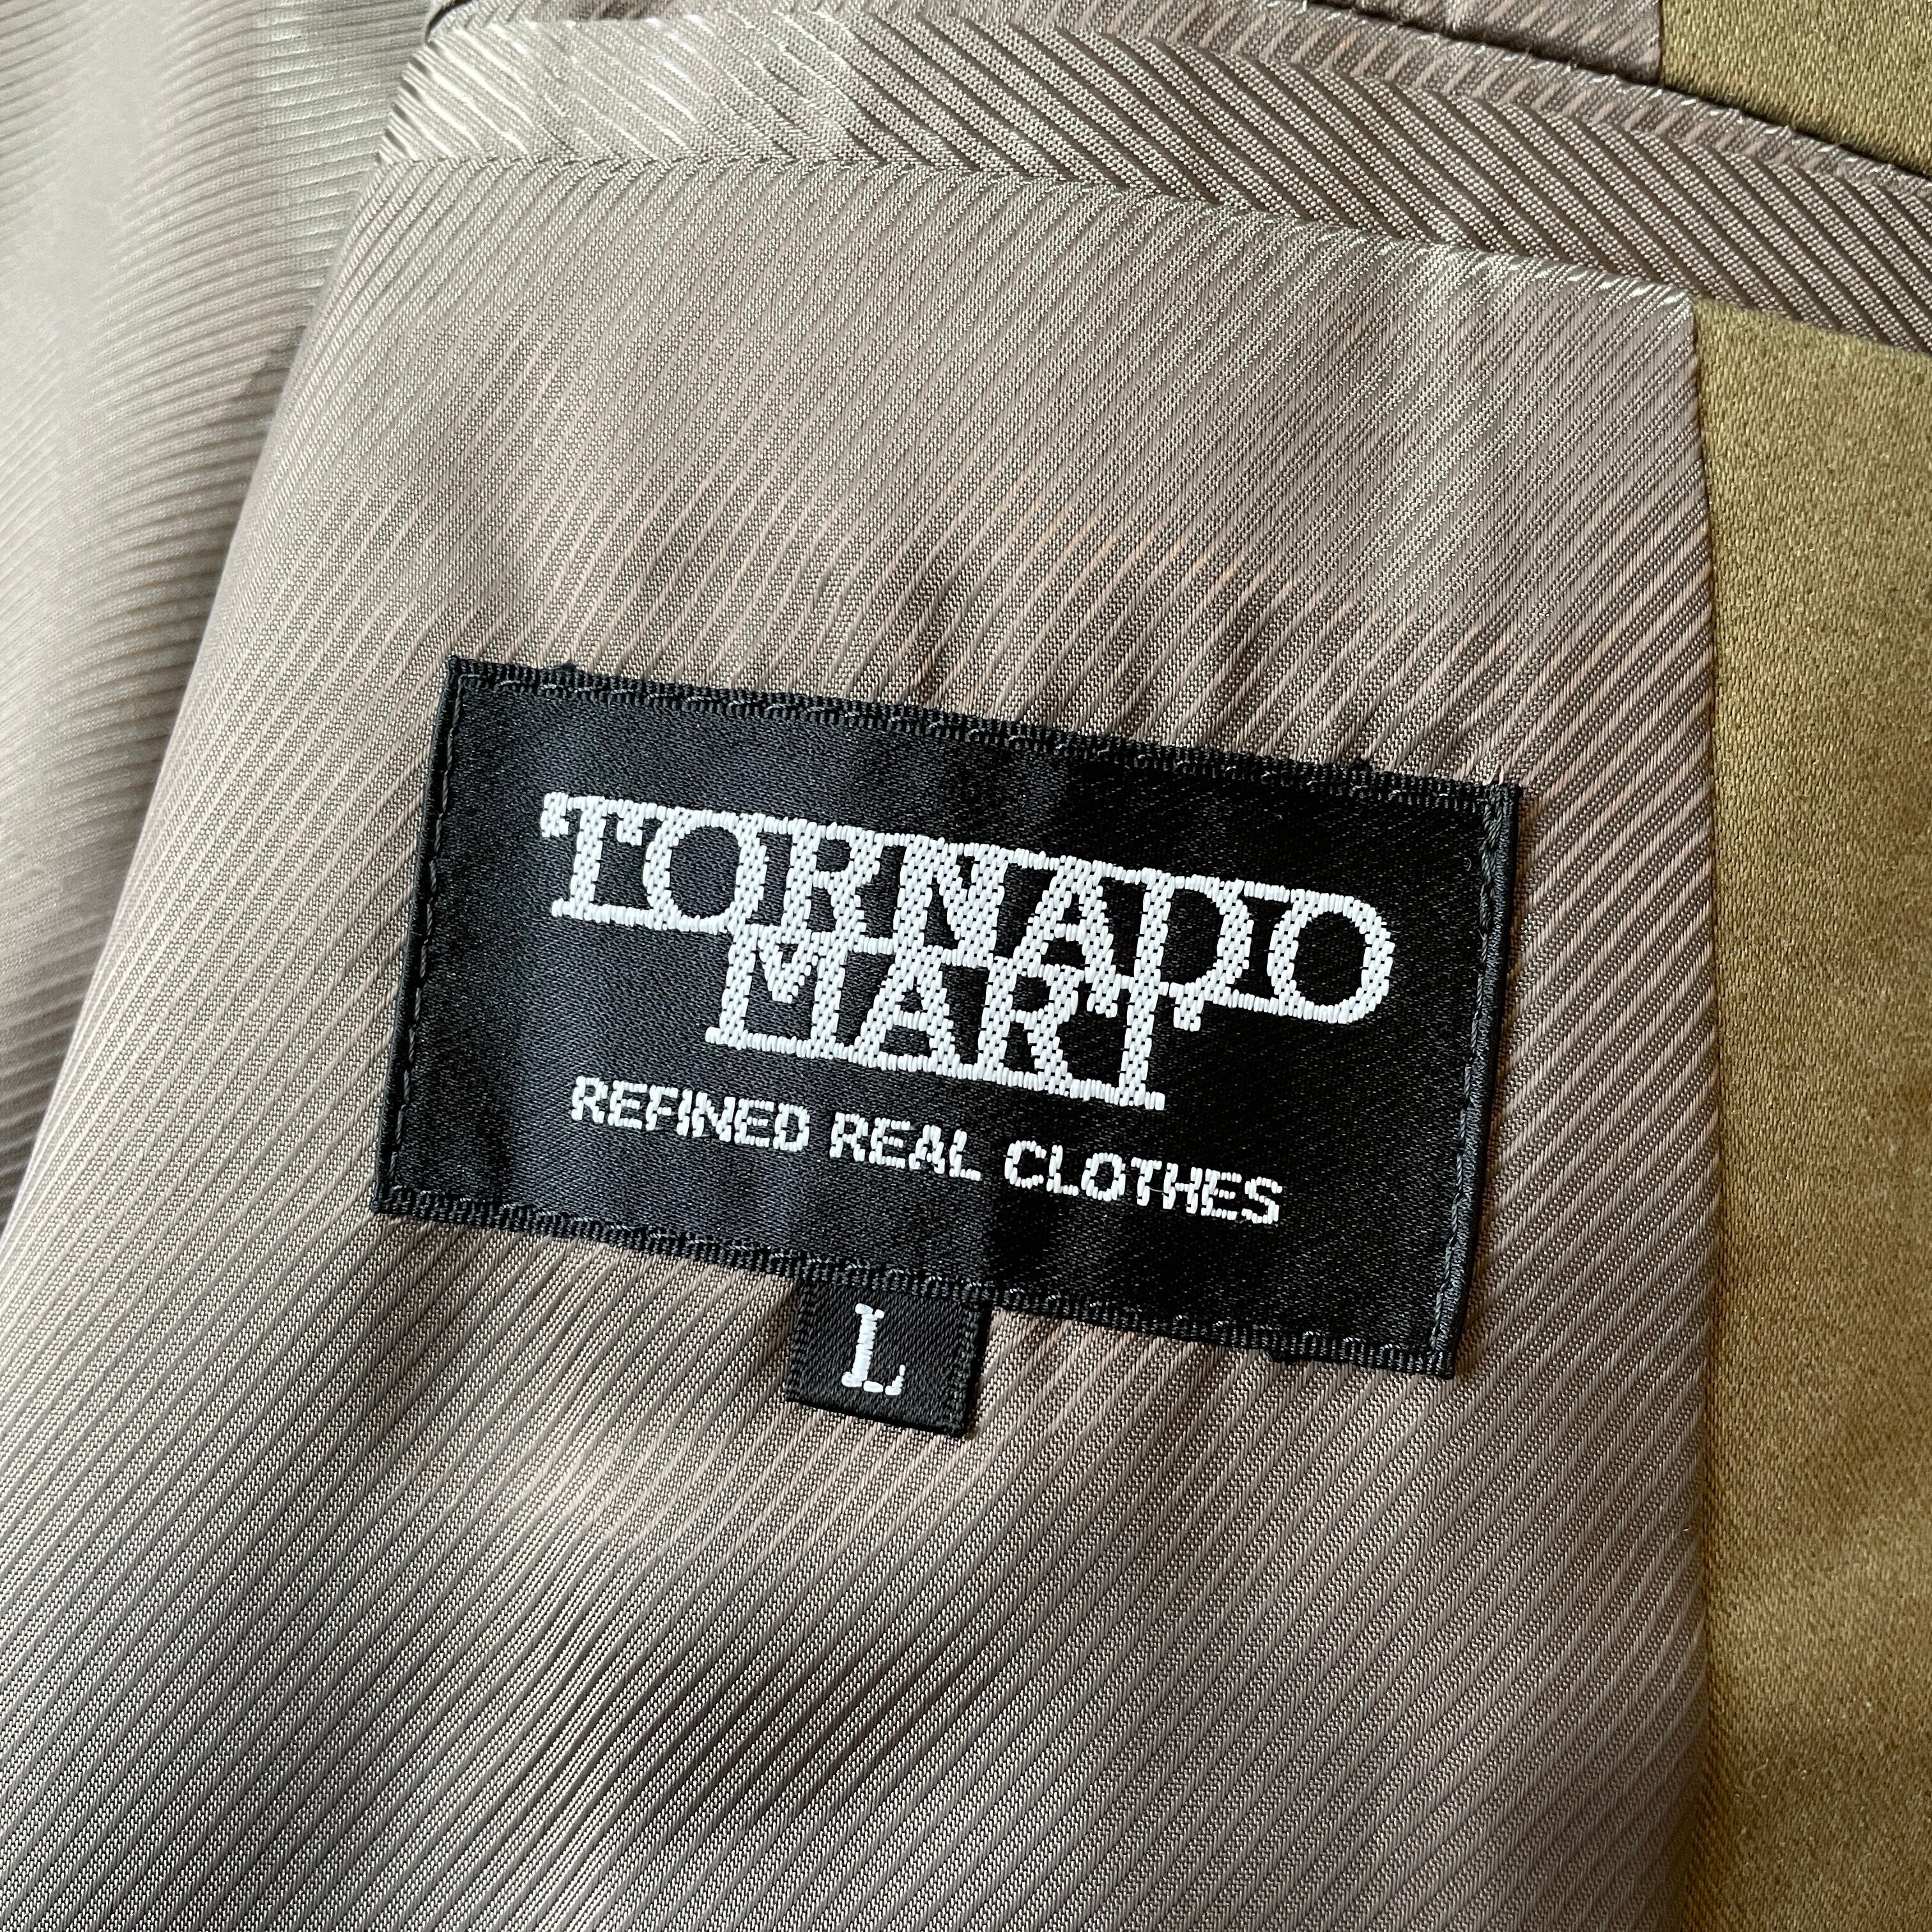 TORNADO
MART
REFINED REAL CLOTHES
L